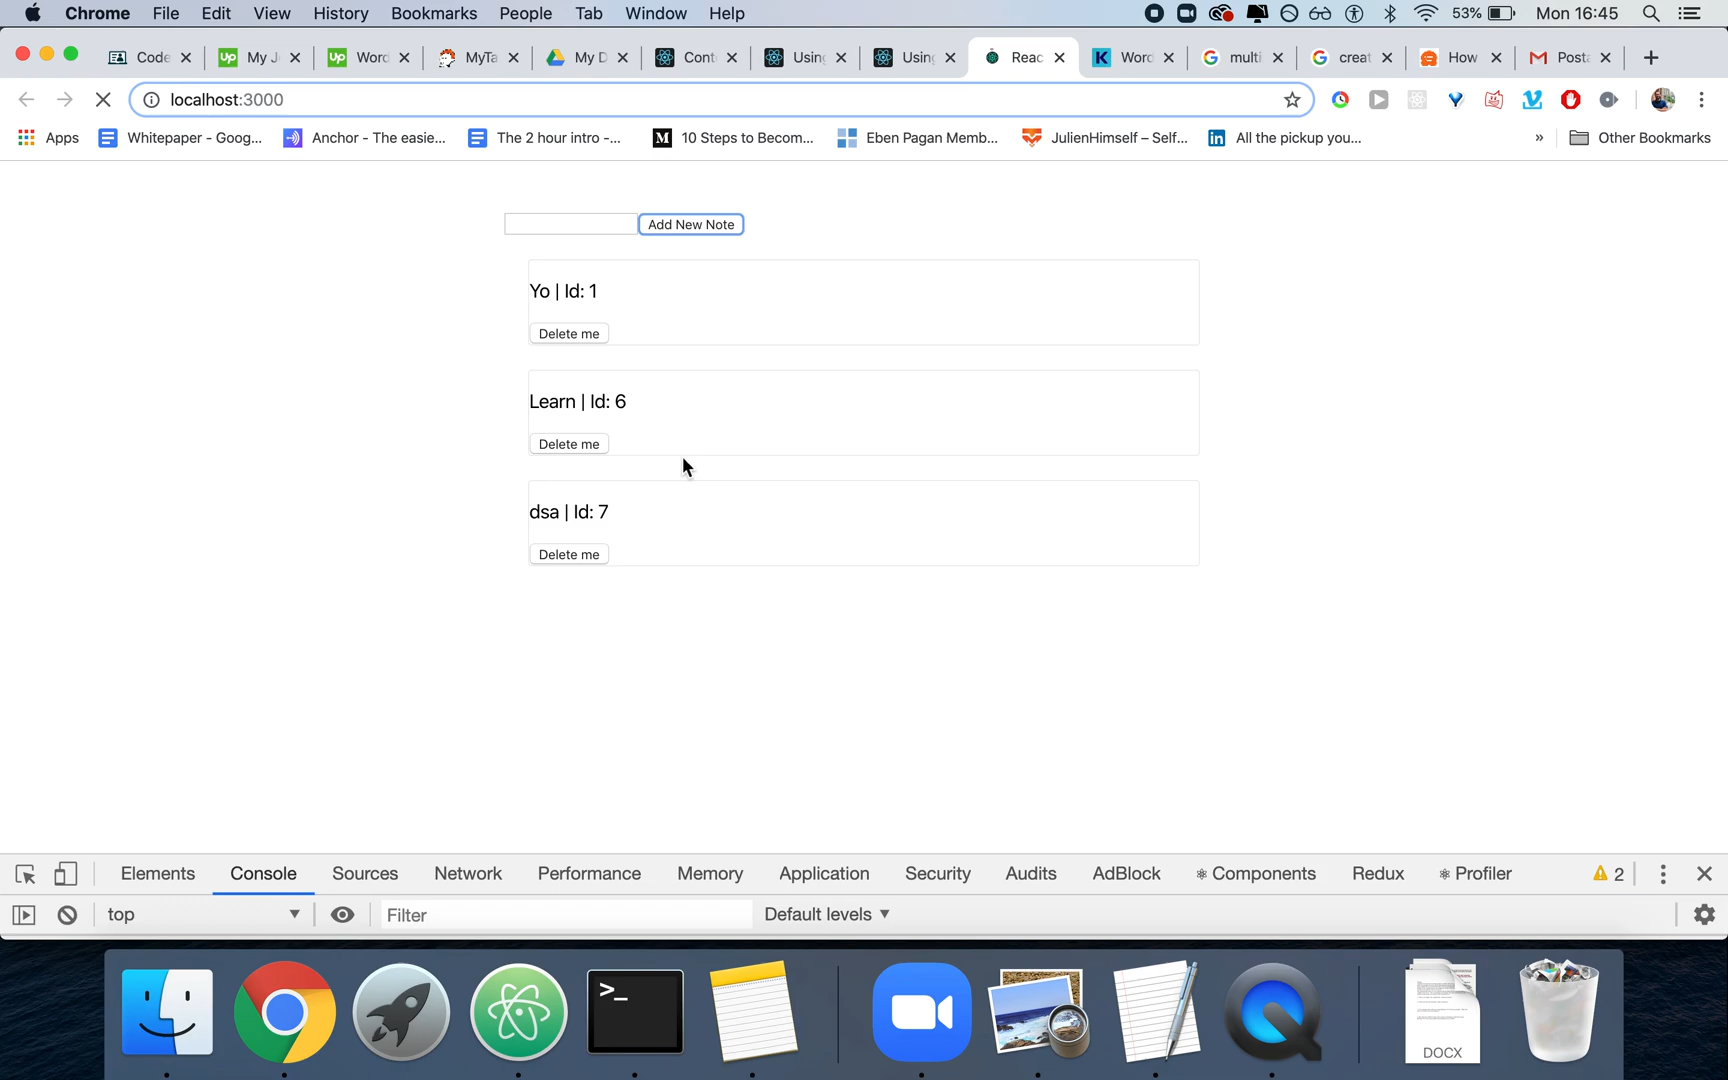 Chrome File Edit View History Bookmarks People Tab Window Help 53% Mon 16:45
Code My J Word MyTa My D Cont Using Using Reac Word multi creat How Posta
localhost:3000
Apps Whitepaper - Goog... Anchor - The easie... The 2 hour intro -... 10 Steps to Becom... Eben Pagan Memb... JulienHimself – Self... All the pickup you... » Other Bookmarks
Add New Note
Yo | Id: 1
Delete me
Learn | Id: 6
Delete me
dsa | Id: 7
Delete me
Elements Console Sources Network Performance Memory Application Security Audits AdBlock Components Redux Profiler 2
top Filter Default levels
DOCX